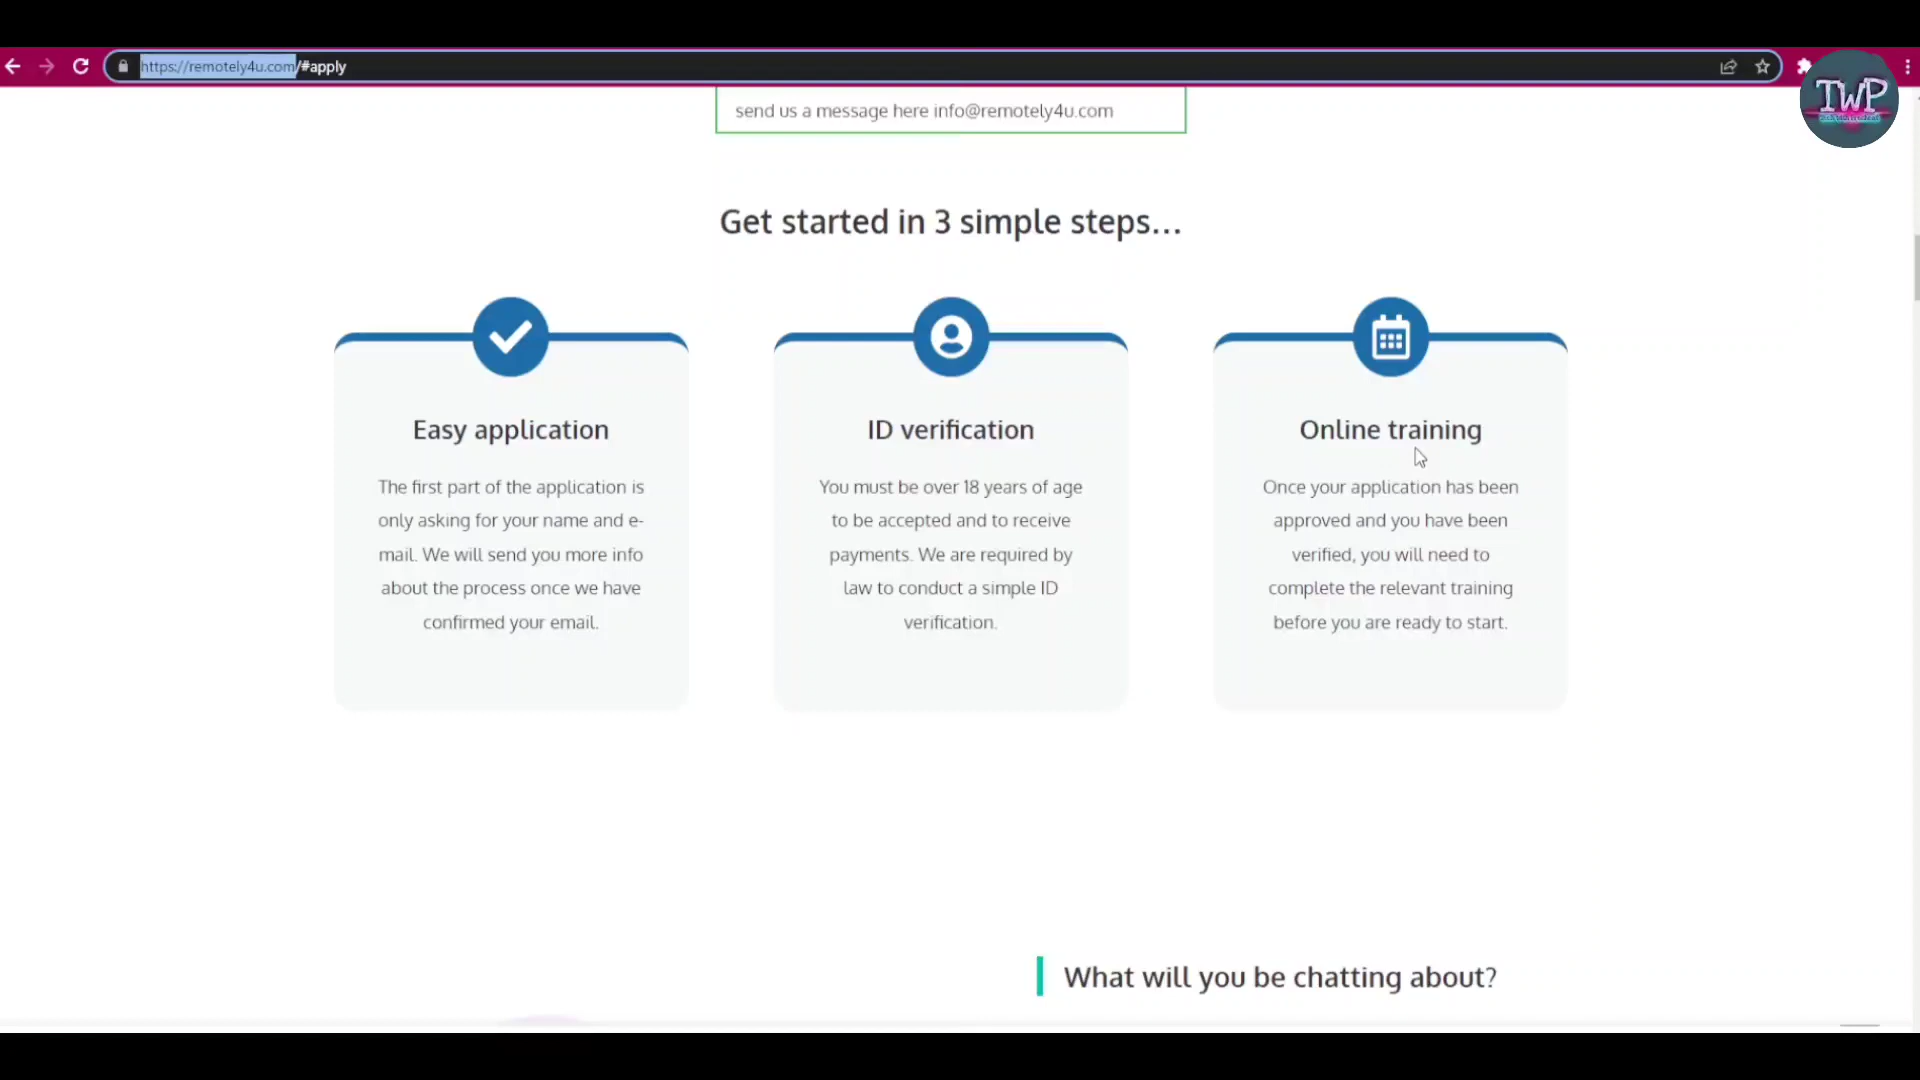 https://remotely4u.com/#apply
TWP
send us a message here info@remotely4u.com
Get started in 3 simple steps...
Easy application
The first part of the application is
only asking for your name and e-
mail. We will send you more info
about the process once we have
confirmed your email.
ID verification
You must be over 18 years of age
to be accepted and to receive
payments. We are required by
law to conduct a simple ID
verification.
Online training
Once your application has been
approved and you have been
verified, you will need to
complete the relevant training
before you are ready to start.
What will you be chatting about?